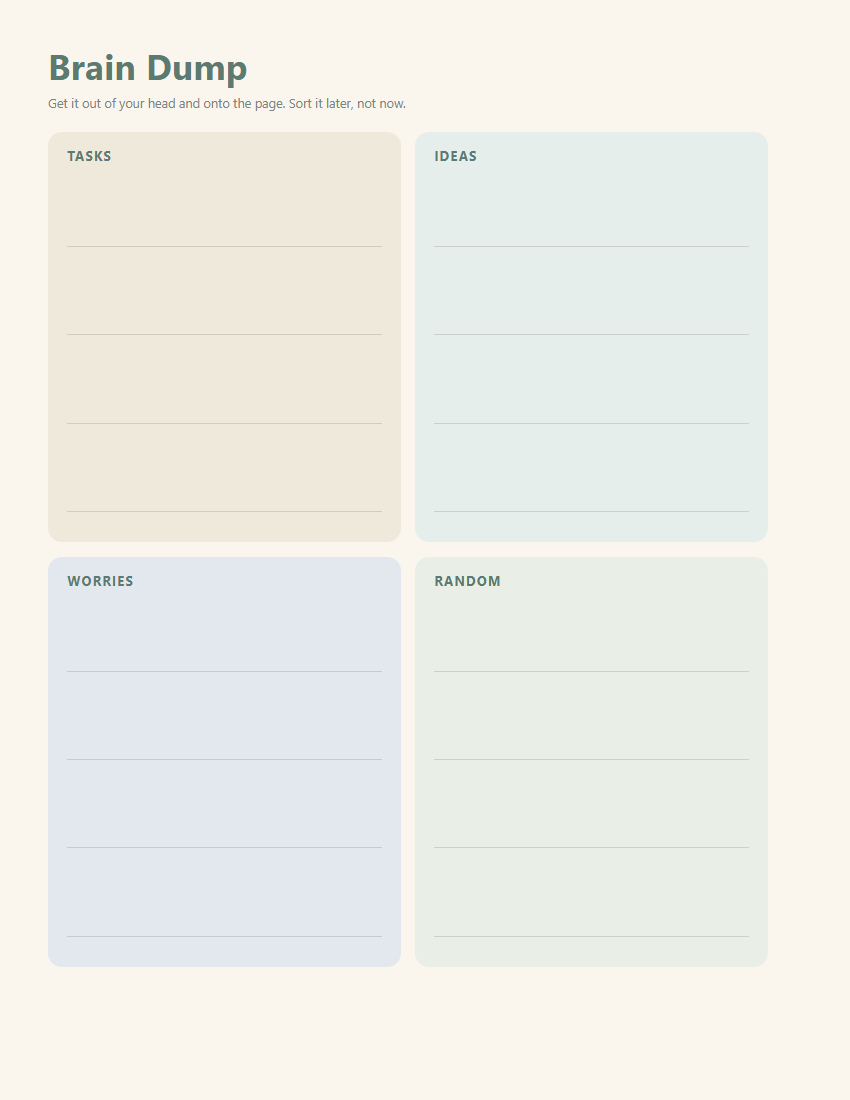 Brain Dump
Get it out of your head and onto the page. Sort it later, not now.
TASKS
IDEAS
WORRIES
RANDOM